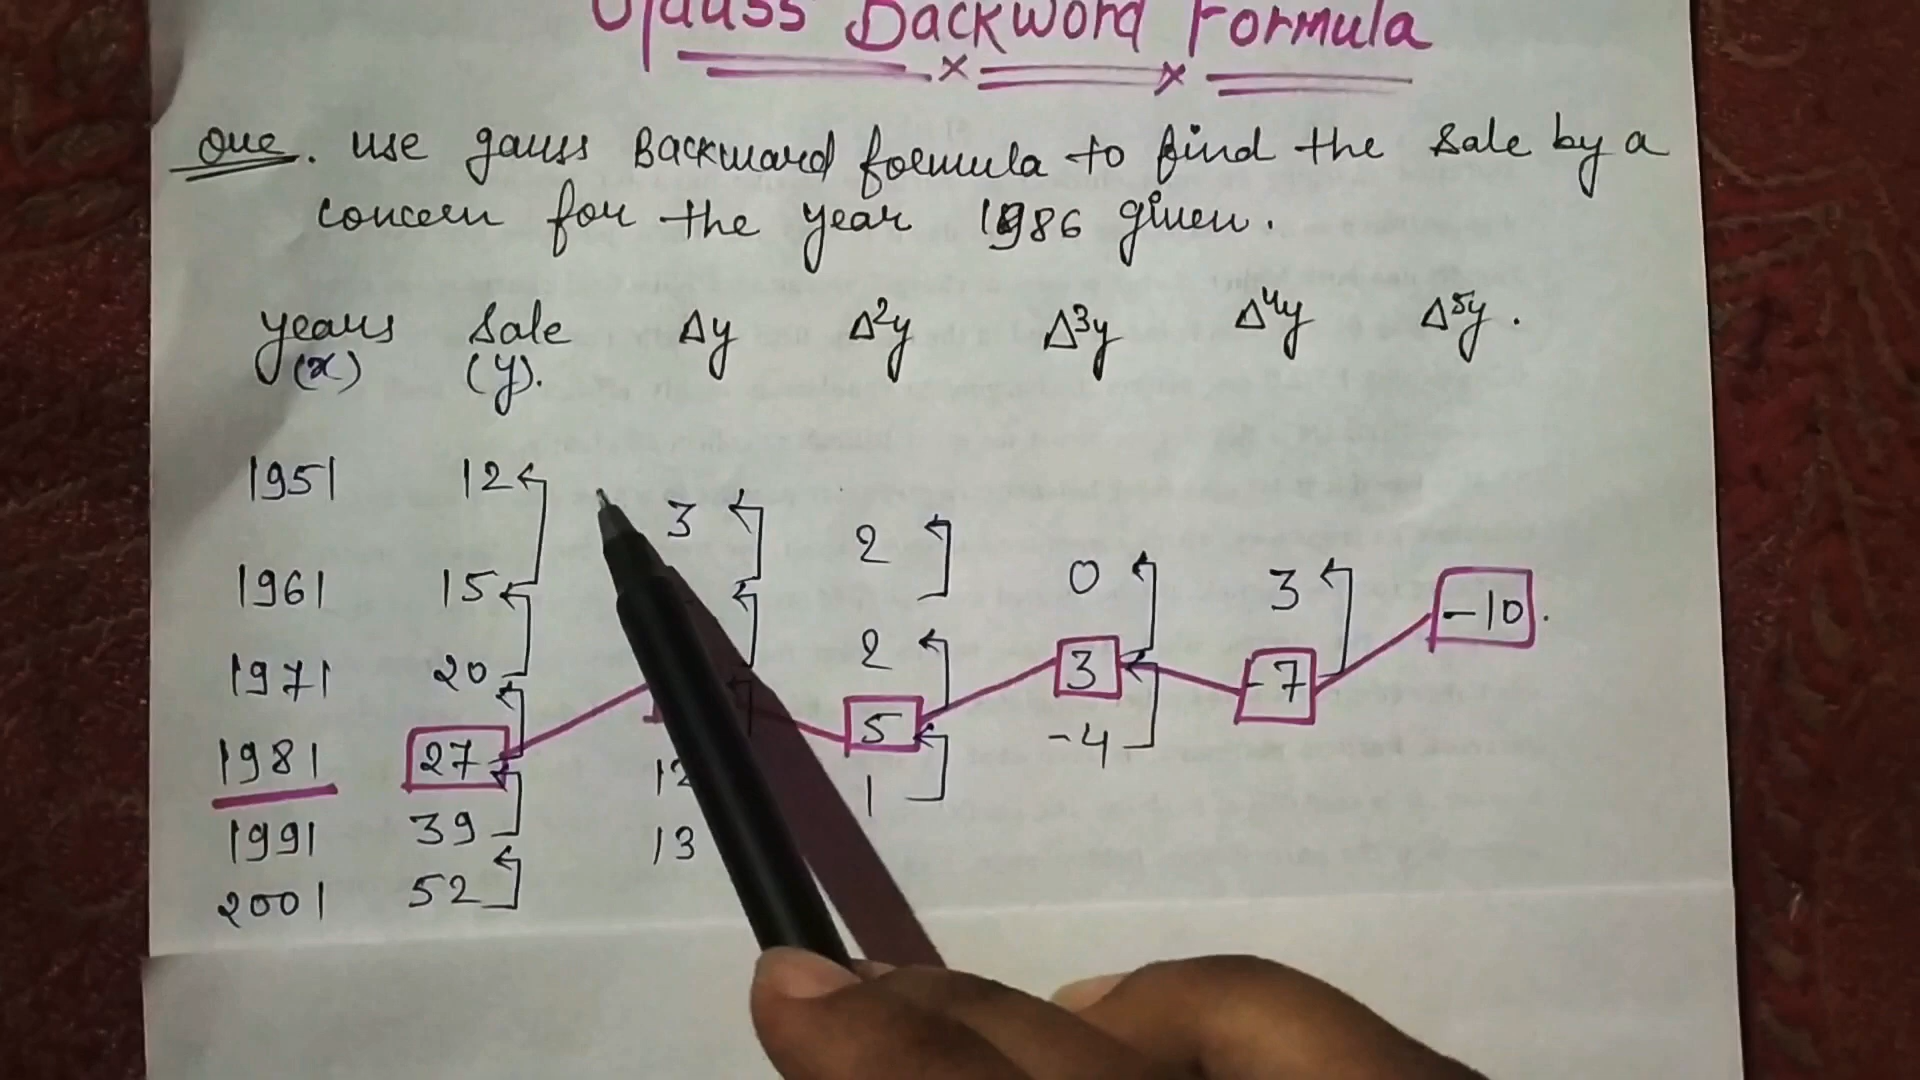 Gauss Backword Formula
Que. use gauss Backward formula to find the sale by a
concern for the year 1986 given.
years sale Δy Δ²y Δ³y Δ⁴y Δ⁵y.
(x) (y).
1951 12
3
2
1961 15 0 3 -10.
1971 20 2 3 -7
1981 27 5 -4
12 1
1991 39
13
2001 52